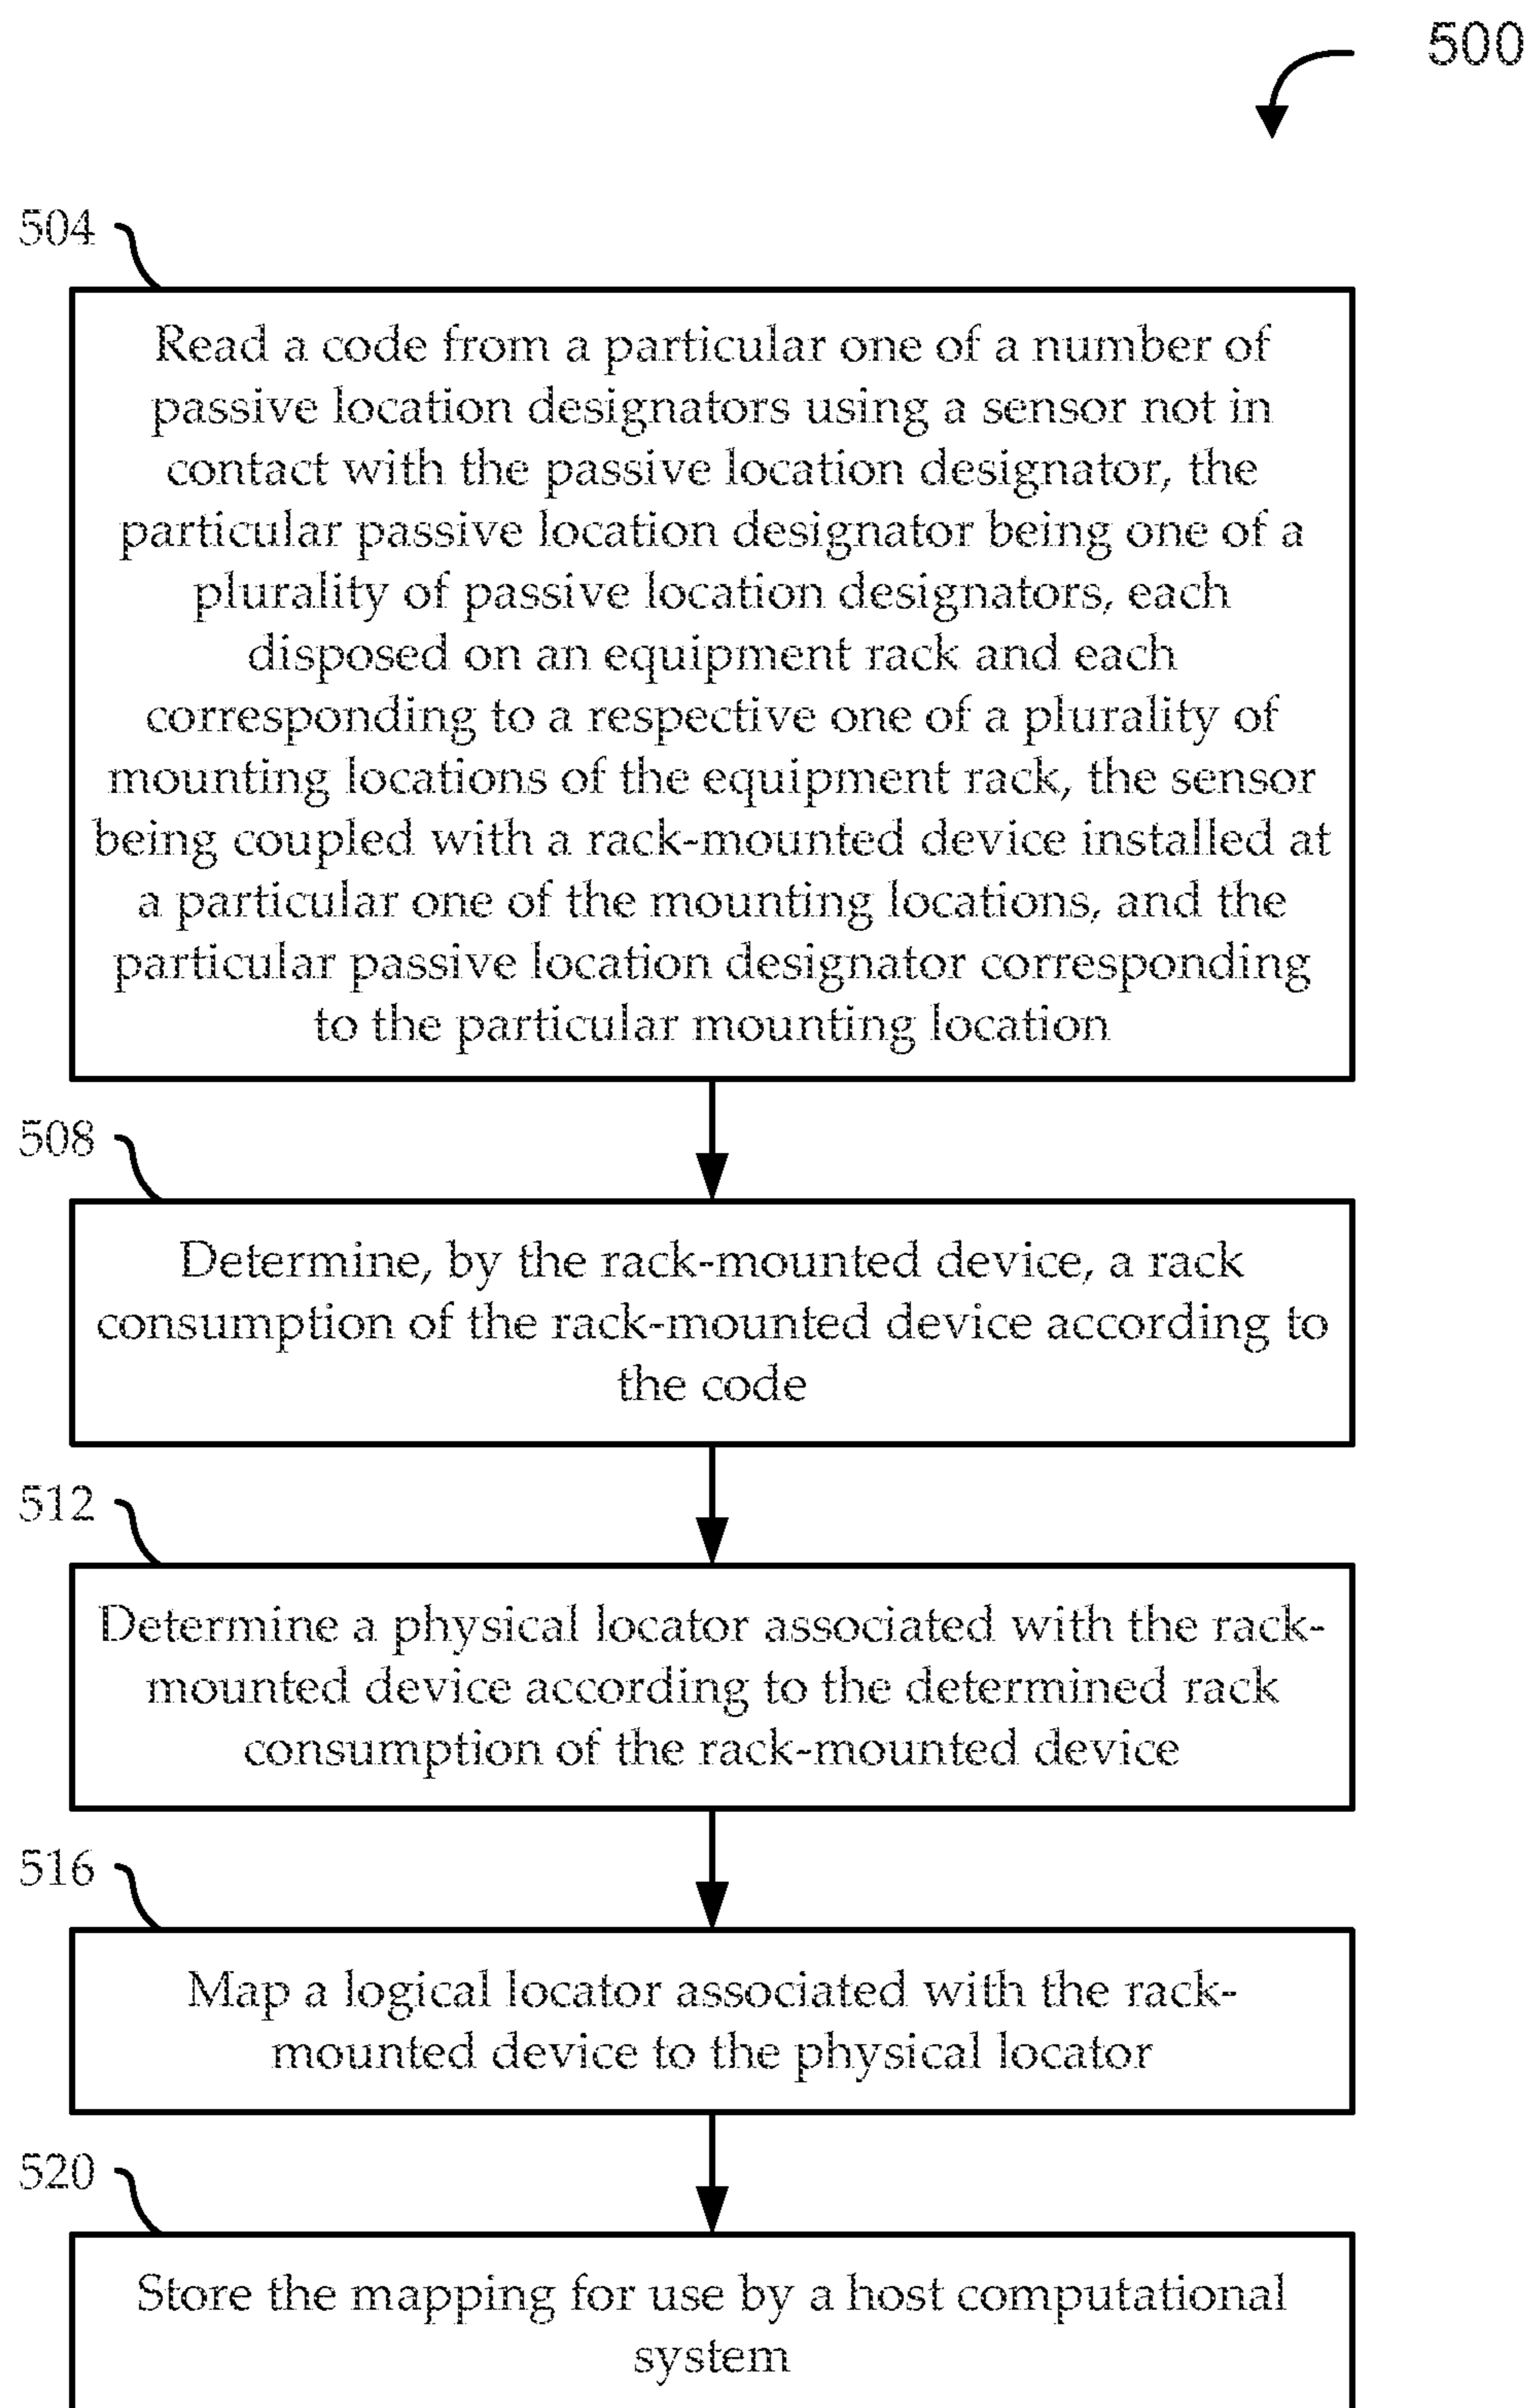 500
504
Read a code from a particular one of a number of
passive location designators using a sensor not in
contact with the passive location designator, the
particular passive location designator being one of a
plurality of passive location designators, each
disposed on an equipment rack and each
corresponding to a respective one of a plurality of
mounting locations of the equipment rack, the sensor
being coupled with a rack-mounted device installed at
a particular one of the mounting locations, and the
particular passive location designator corresponding
to the particular mounting location
508
Determine, by the rack-mounted device, a rack
consumption of the rack-mounted device according to
the code
512
Determine a physical locator associated with the rack-
mounted device according to the determined rack
consumption of the rack-mounted device
516
Map a logical locator associated with the rack-
mounted device to the physical locator
520
Store the mapping for use by a host computational
system